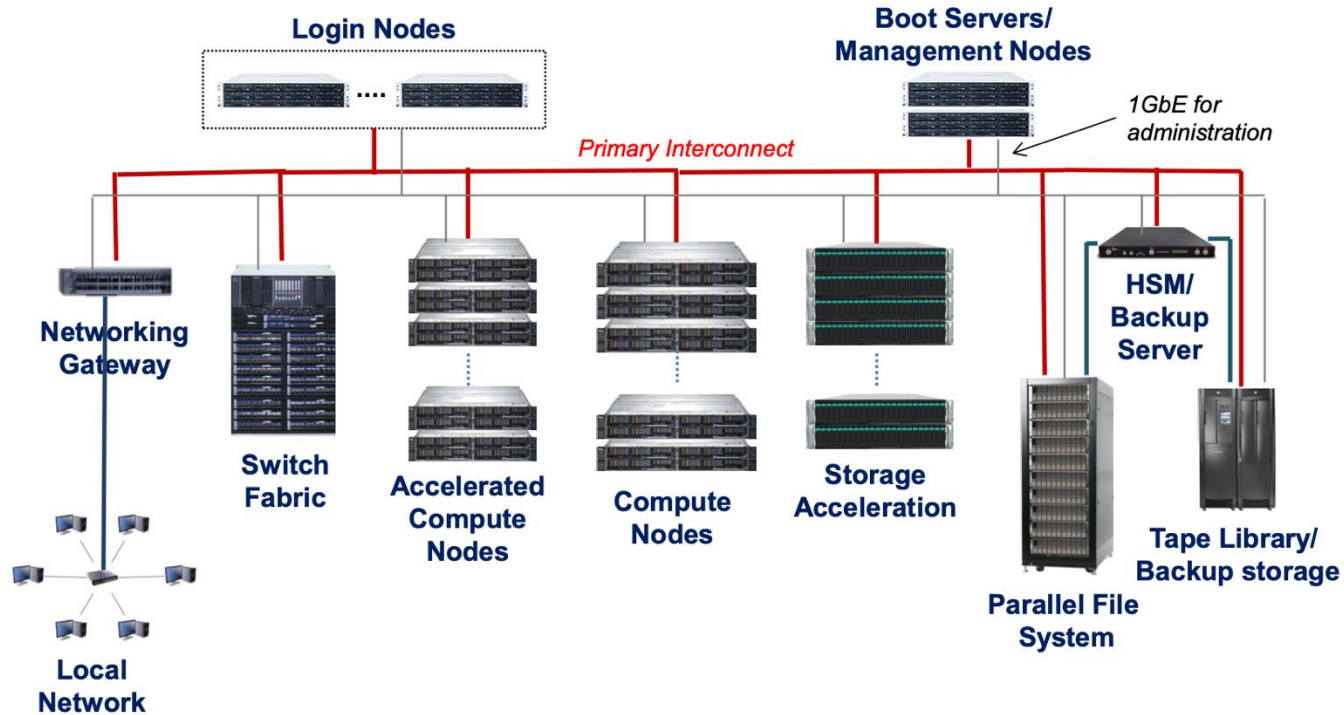 Login Nodes
Boot Servers/
Management Nodes
....
1GbE for
administration
Primary Interconnect
Networking
Gateway
Switch
Fabric
Accelerated
Compute
Nodes
Compute
Nodes
Storage
Acceleration
HSM/
Backup
Server
Parallel File
System
Tape Library/
Backup storage
Local
Network